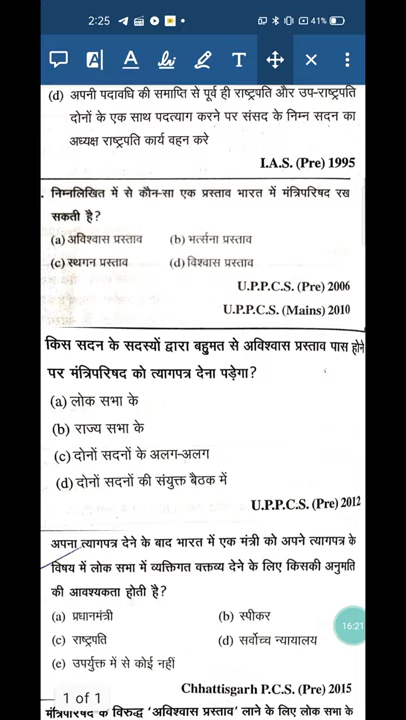 2:25
41%
A
A
T
(d) अपनी पदावधि की समाप्ति से पूर्व ही राष्ट्रपति और उप-राष्ट्रपति
दोनों के एक साथ पदत्याग करने पर संसद के निम्न सदन का
अध्यक्ष राष्ट्रपति कार्य वहन करे
I.A.S. (Pre) 1995
. निम्नलिखित में से कौन-सा एक प्रस्ताव भारत में मंत्रिपरिषद रख
सकती है?
(a) अविश्वास प्रस्ताव (b) भर्त्सना प्रस्ताव
(c) स्थगन प्रस्ताव (d) विश्वास प्रस्ताव
U.P.P.C.S. (Pre) 2006
U.P.P.C.S. (Mains) 2010
किस सदन के सदस्यों द्वारा बहुमत से अविश्वास प्रस्ताव पास होने
पर मंत्रिपरिषद को त्यागपत्र देना पड़ेगा?
(a) लोक सभा के
(b) राज्य सभा के
(c) दोनों सदनों के अलग-अलग
(d) दोनों सदनों की संयुक्त बैठक में
U.P.P.C.S. (Pre) 2012
अपना त्यागपत्र देने के बाद भारत में एक मंत्री को अपने त्यागपत्र के
विषय में लोक सभा में व्यक्तिगत वक्तव्य देने के लिए किसकी अनुमति
की आवश्यकता होती है?
(a) प्रधानमंत्री (b) स्पीकर
16:21
(c) राष्ट्रपति (d) सर्वोच्च न्यायालय
(e) उपर्युक्त में से कोई नहीं
Chhattisgarh P.C.S. (Pre) 2015
1 of 1
मंत्रिपरिषद के विरुद्ध 'अविश्वास प्रस्ताव' लाने के लिए लोक सभा के